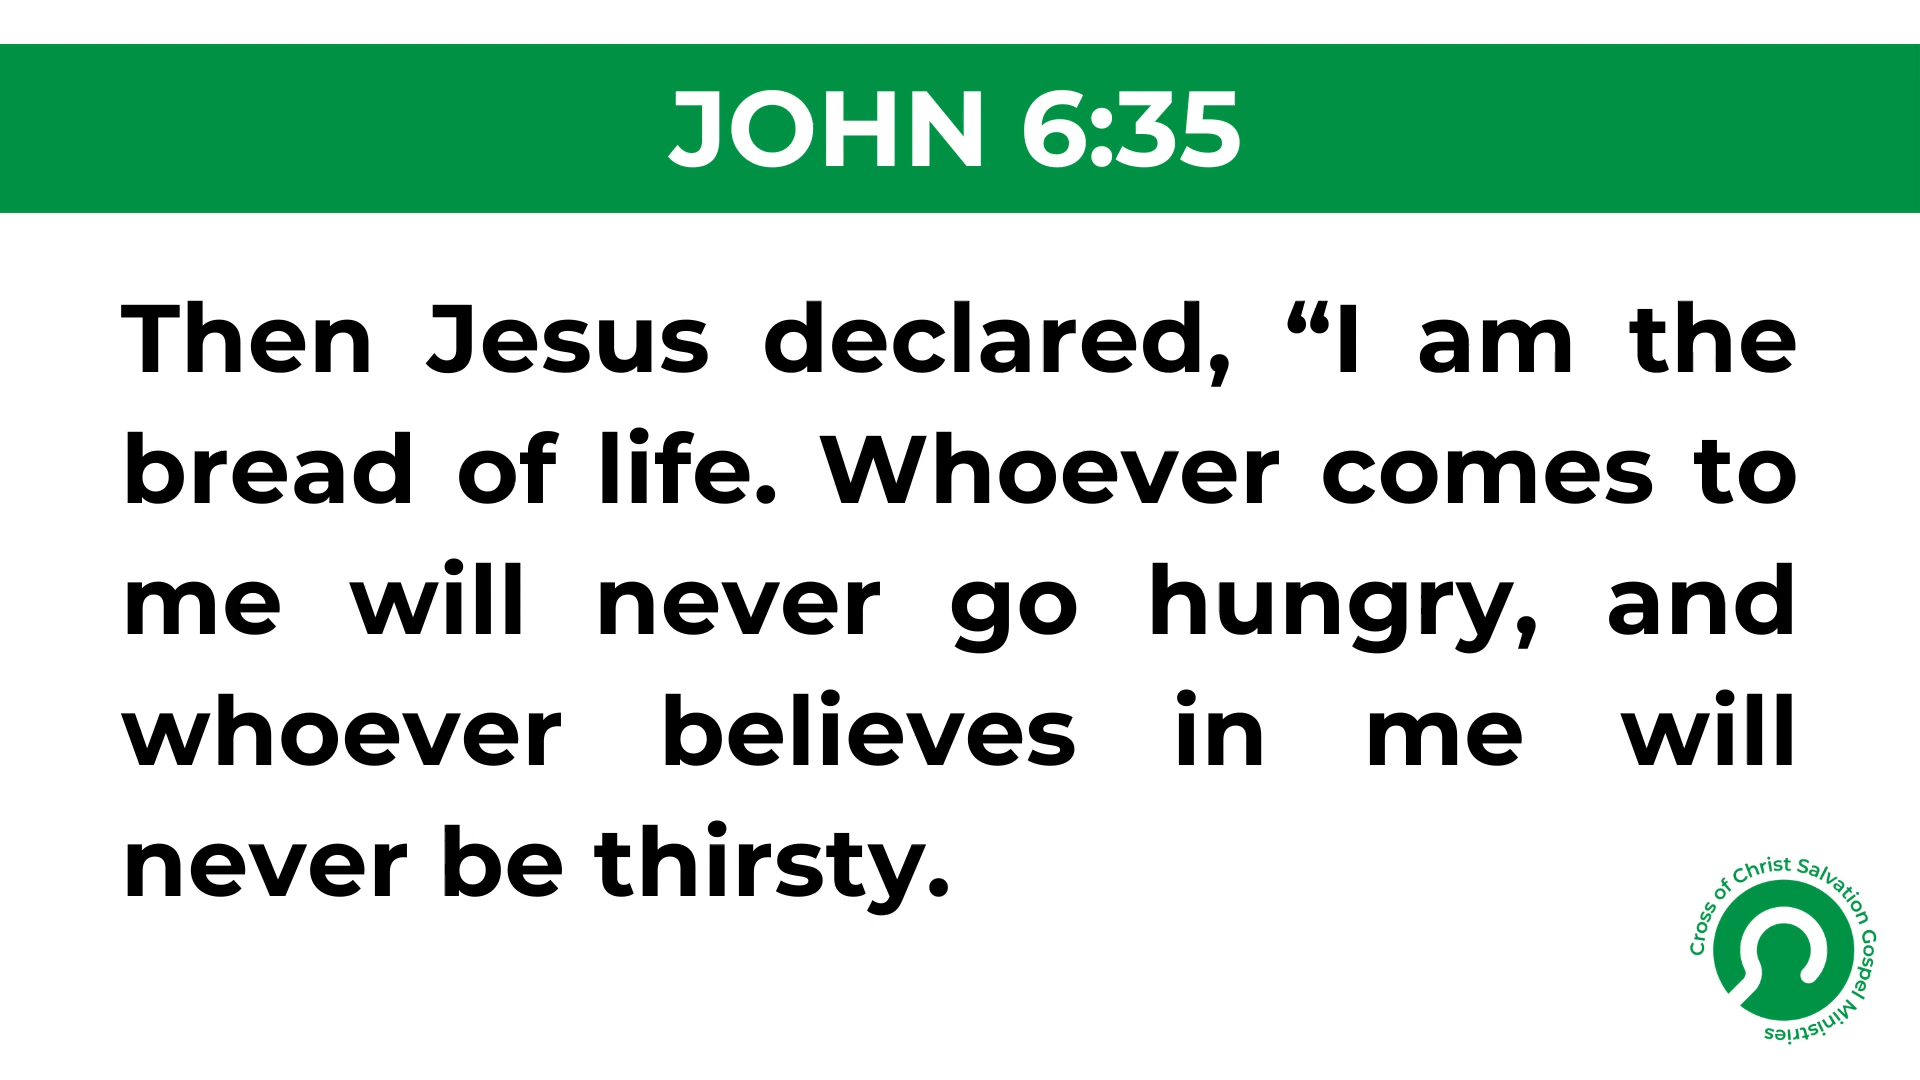 JOHN 6:35
Then Jesus declared, “I am the
bread of life. Whoever comes to
me will never go hungry, and
whoever believes in me will
never be thirsty.
Cross of Christ Salvation Gospel Ministries